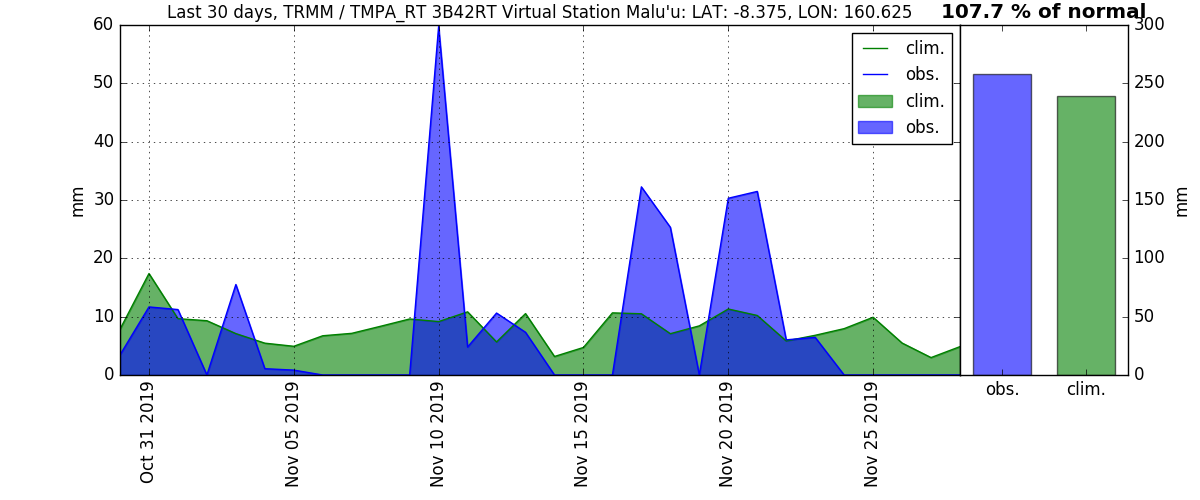 Last 30 days, TRMM / TMPA_RT 3B42RT Virtual Station Malu'u: LAT: -8.375, LON: 160.625
107.7 % of normal
60
50
40
30
20
10
0
mm
clim.
obs.
clim.
obs.
Oct 31 2019
Nov 05 2019
Nov 10 2019
Nov 15 2019
Nov 20 2019
Nov 25 2019
300
250
200
150
100
50
0
mm
obs.
clim.